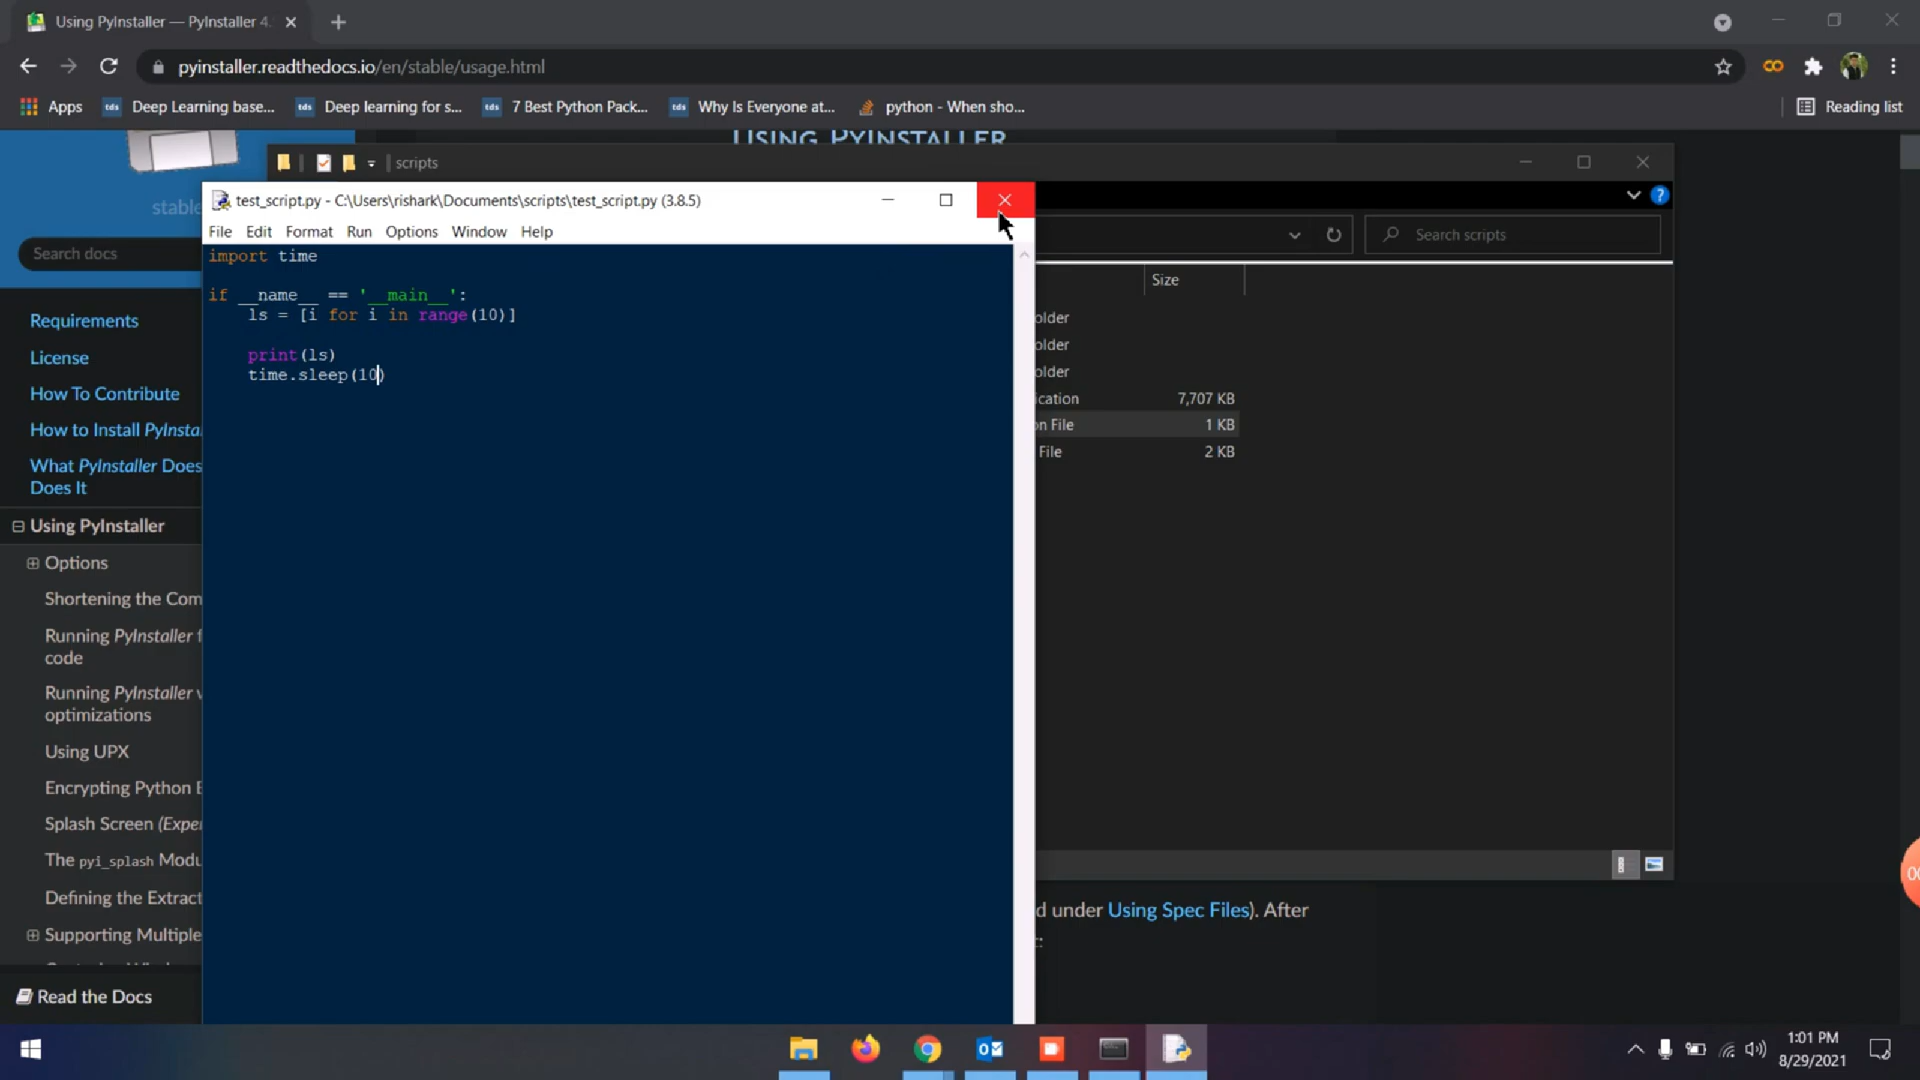 Using PyInstaller — PyInstaller 4.
pyinstaller.readthedocs.io/en/stable/usage.html
Apps
tds Deep Learning base...
tds Deep learning for s...
tds 7 Best Python Pack...
tds Why Is Everyone at...
python - When sho...
Reading list
USING PYINSTALLER
scripts
stable
test_script.py - C:\Users\rishark\Documents\scripts\test_script.py (3.8.5)
File Edit Format Run Options Window Help
Search docs
Search scripts
import time
if __name__ == '__main__':
ls = [i for i in range(10)]
print(ls)
time.sleep(10)
Size
older
older
older
ication 7,707 KB
on File 1 KB
File 2 KB
Requirements
License
How To Contribute
How to Install PyInsta
What PyInstaller Does
Does It
Using PyInstaller
Options
Shortening the Com
Running PyInstaller f
code
Running PyInstaller
optimizations
Using UPX
Encrypting Python B
Splash Screen (Expe
The pyi_splash Modu
Defining the Extract
Supporting Multiple
d under Using Spec Files). After
Read the Docs
1:01 PM
8/29/2021